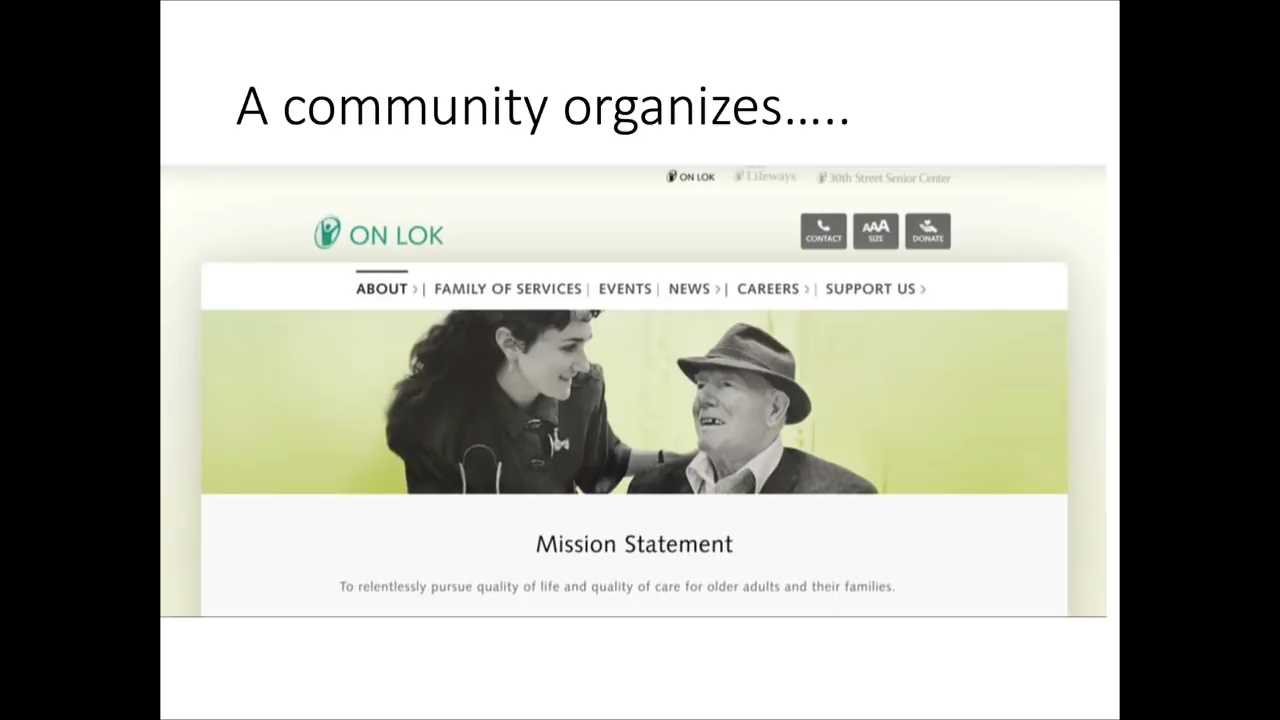 A community organizes.....
ON LOK Lifeways 30th Street Senior Center
ON LOK
CONTACT AAA SIZE DONATE
ABOUT > | FAMILY OF SERVICES | EVENTS | NEWS > | CAREERS > | SUPPORT US >
Mission Statement
To relentlessly pursue quality of life and quality of care for older adults and their families.